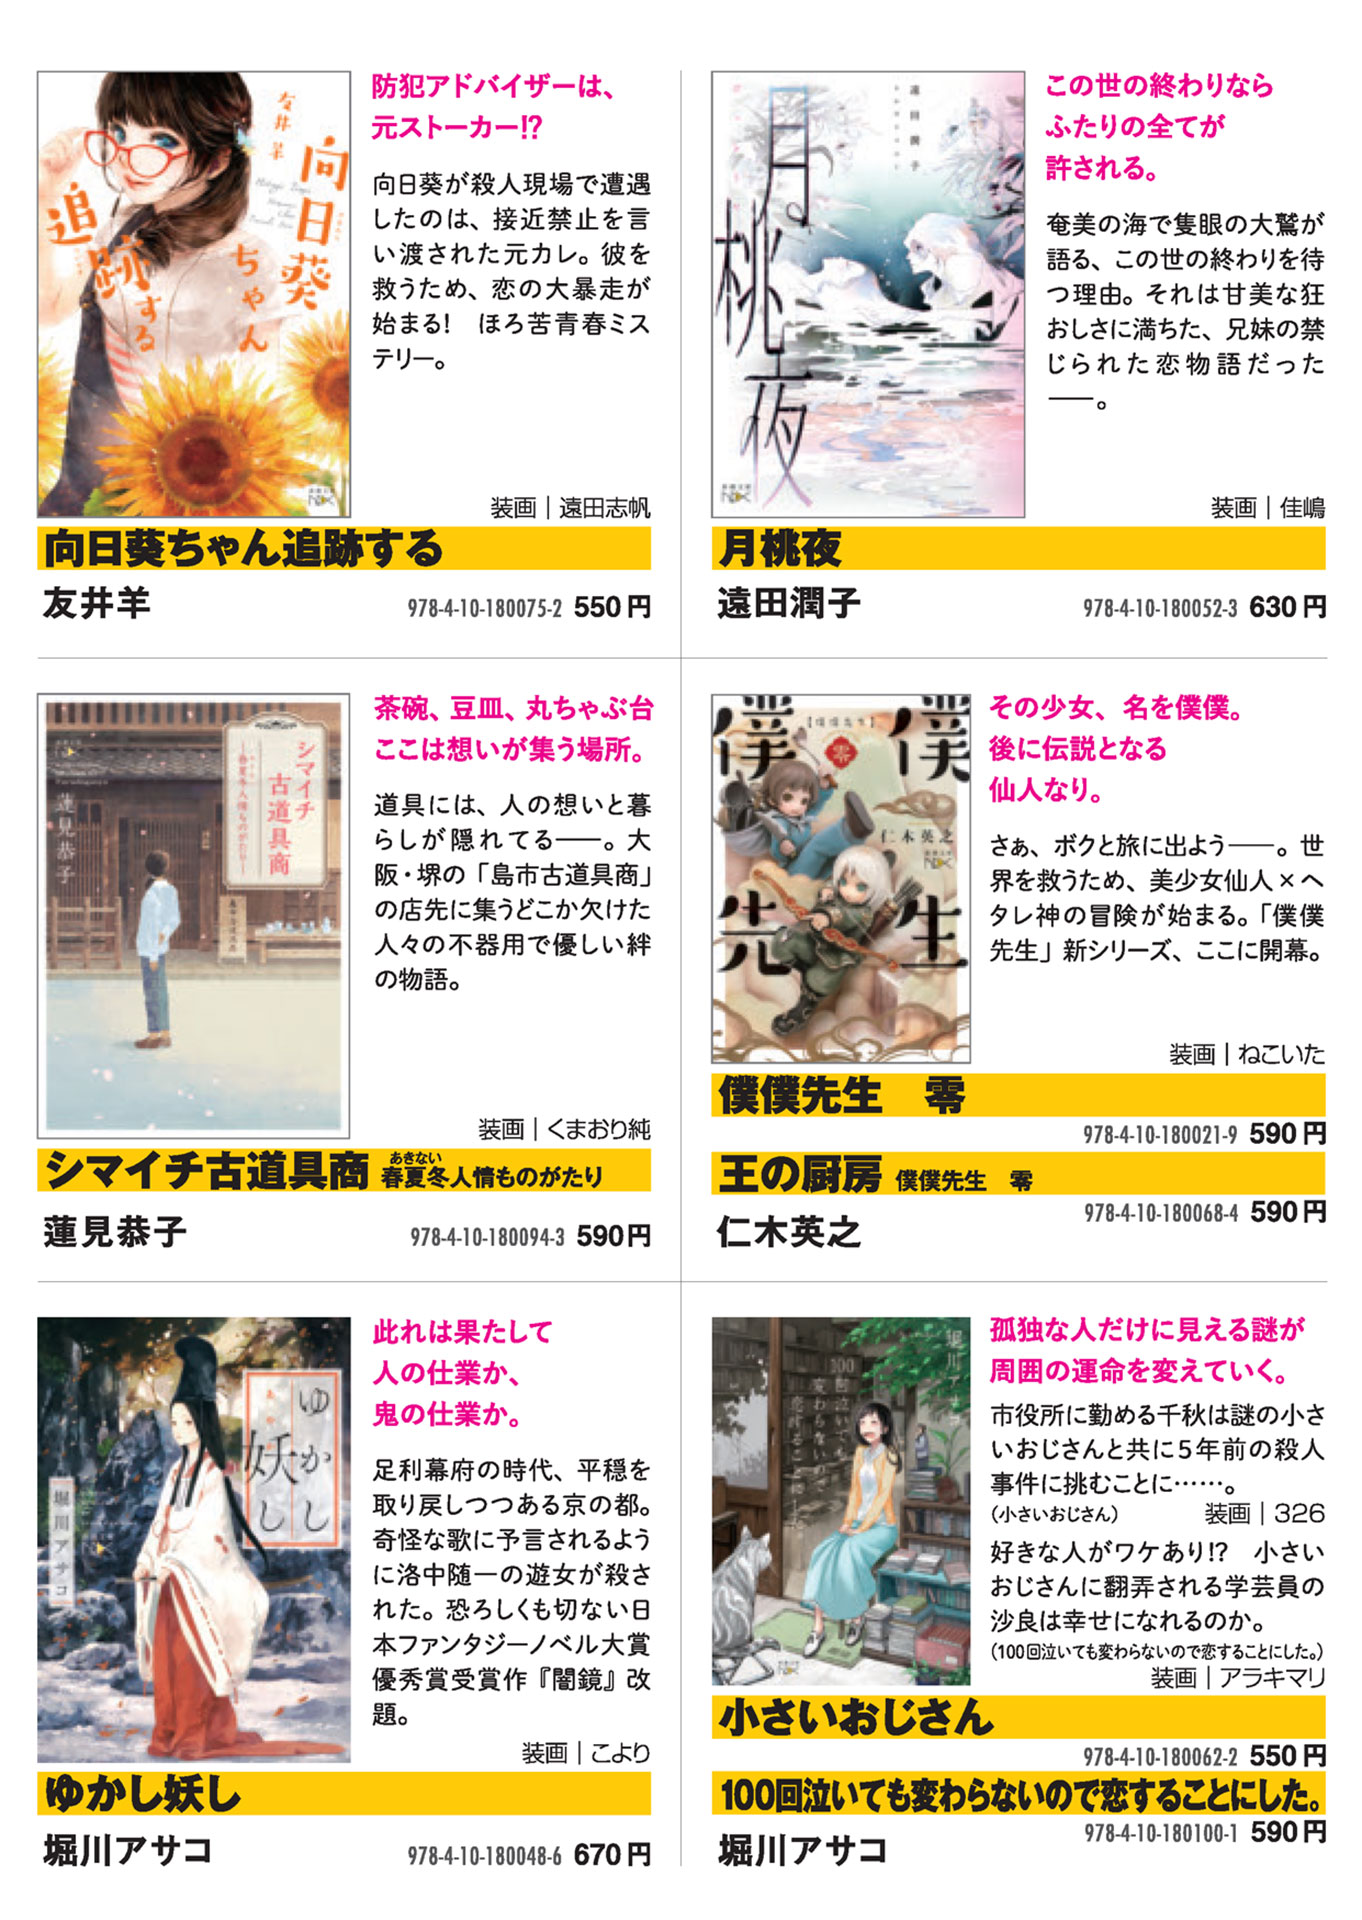 友井羊
向日葵
ちゃん
追跡する
防犯アドバイザーは、
元ストーカー!?
向日葵が殺人現場で遭遇
したのは、接近禁止を言
い渡された元カレ。彼を
救うため、恋の大暴走が
始まる!　ほろ苦青春ミス
テリー。
装画｜遠田志帆
向日葵ちゃん追跡する
友井羊
978-4-10-180075-2 550円
遠田潤子
月桃夜
この世の終わりなら
ふたりの全てが
許される。
奄美の海で隻眼の大鷲が
語る、この世の終わりを待
つ理由。それは甘美な狂
おしさに満ちた、兄妹の禁
じられた恋物語だった
――。
装画｜佳嶋
月桃夜
遠田潤子
978-4-10-180052-3 630円
シマイチ
古道具商
―春夏冬人情ものがたり―
蓮見恭子
茶碗、豆皿、丸ちゃぶ台
ここは想いが集う場所。
道具には、人の想いと暮
らしが隠れてる――。大
阪・堺の「島市古道具商」
の店先に集うどこか欠けた
人々の不器用で優しい絆
の物語。
装画｜くまおり純
あきない
シマイチ古道具商 春夏冬人情ものがたり
蓮見恭子
978-4-10-180094-3 590円
僕僕
先生
【僕僕先生】
零
仁木英之
その少女、名を僕僕。
後に伝説となる
仙人なり。
さぁ、ボクと旅に出よう――。世
界を救うため、美少女仙人×ヘ
タレ神の冒険が始まる。「僕僕
先生」新シリーズ、ここに開幕。
装画｜ねこいた
僕僕先生　零
978-4-10-180021-9 590円
王の厨房 僕僕先生　零
978-4-10-180068-4 590円
仁木英之
ゆかし
妖し
堀川アサコ
此れは果たして
人の仕業か、
鬼の仕業か。
足利幕府の時代、平穏を
取り戻しつつある京の都。
奇怪な歌に予言されるよう
に洛中随一の遊女が殺さ
れた。恐ろしくも切ない日
本ファンタジーノベル大賞
優秀賞受賞作『闇鏡』改
題。
装画｜こより
ゆかし妖し
堀川アサコ
978-4-10-180048-6 670円
孤独な人だけに見える謎が
周囲の運命を変えていく。
市役所に勤める千秋は謎の小さ
いおじさんと共に5年前の殺人
事件に挑むことに……。
(小さいおじさん)
装画｜326
好きな人がワケあり!?　小さい
おじさんに翻弄される学芸員の
沙良は幸せになれるのか。
(100回泣いても変わらないので恋することにした。)
装画｜アラキマリ
小さいおじさん
978-4-10-180062-2 550円
100回泣いても変わらないので恋することにした。
978-4-10-180100-1 590円
堀川アサコ